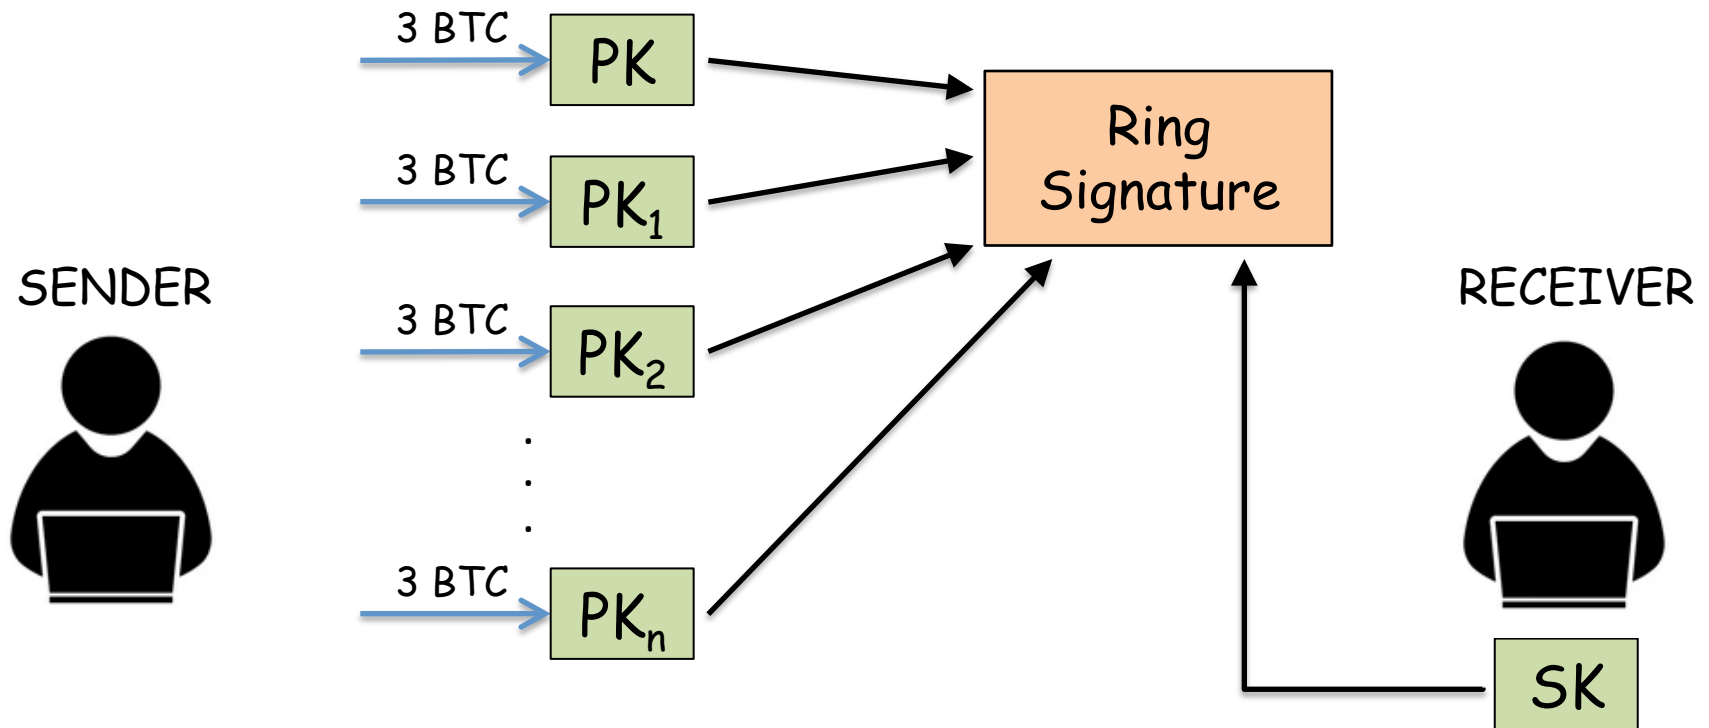 3 BTC
PK
3 BTC
PK₁
3 BTC
PK₂
.
.
.
3 BTC
PKₙ
Ring
Signature
SENDER
RECEIVER
SK